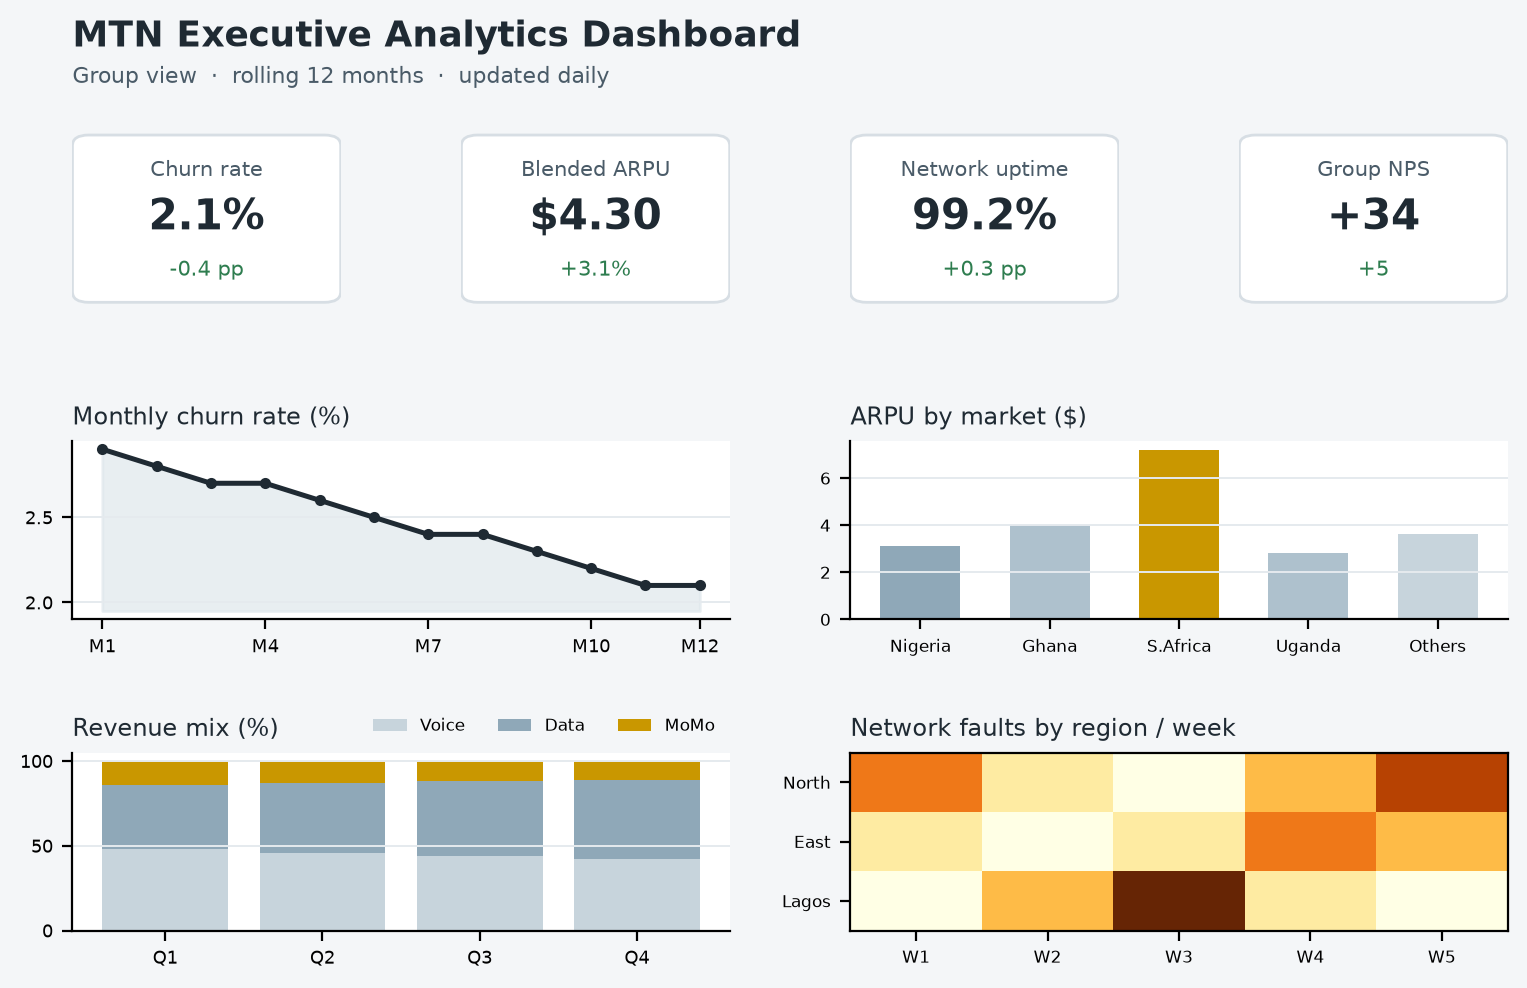 MTN Executive Analytics Dashboard
Group view · rolling 12 months · updated daily
Churn rate
2.1%
-0.4 pp
Blended ARPU
$4.30
+3.1%
Network uptime
99.2%
+0.3 pp
Group NPS
+34
+5
Monthly churn rate (%)
2.5
2.0
M1 M4 M7 M10 M12
ARPU by market ($)
6
4
2
0
Nigeria Ghana S.Africa Uganda Others
Revenue mix (%)
Voice Data MoMo
100
50
0
Q1 Q2 Q3 Q4
Network faults by region / week
North
East
Lagos
W1 W2 W3 W4 W5